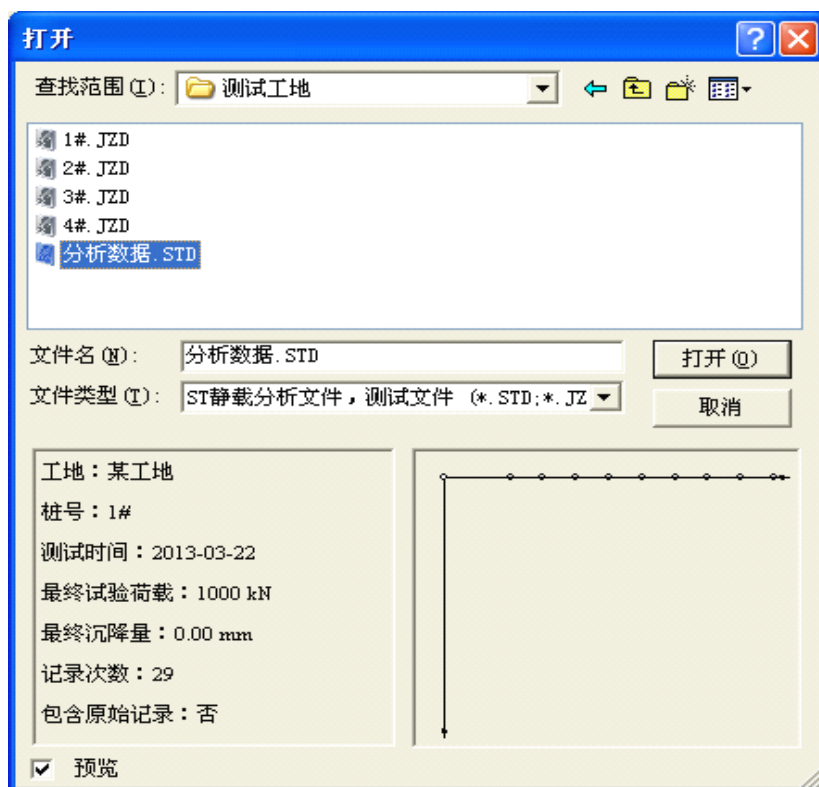 打开
查找范围(I): 测试工地
1#.JZD
2#.JZD
3#.JZD
4#.JZD
分析数据.STD
文件名(N): 分析数据.STD 打开(O)
文件类型(T): ST静载分析文件，测试文件 (*.STD;*.JZ 取消
工地：某工地
桩号：1#
测试时间：2013-03-22
最终试验荷载：1000 kN
最终沉降量：0.00 mm
记录次数：29
包含原始记录：否
预览